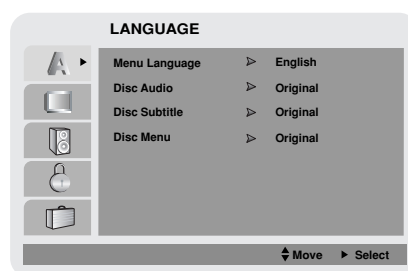 LANGUAGE
A
Menu Language English
Disc Audio Original
Disc Subtitle Original
Disc Menu Original
Move Select